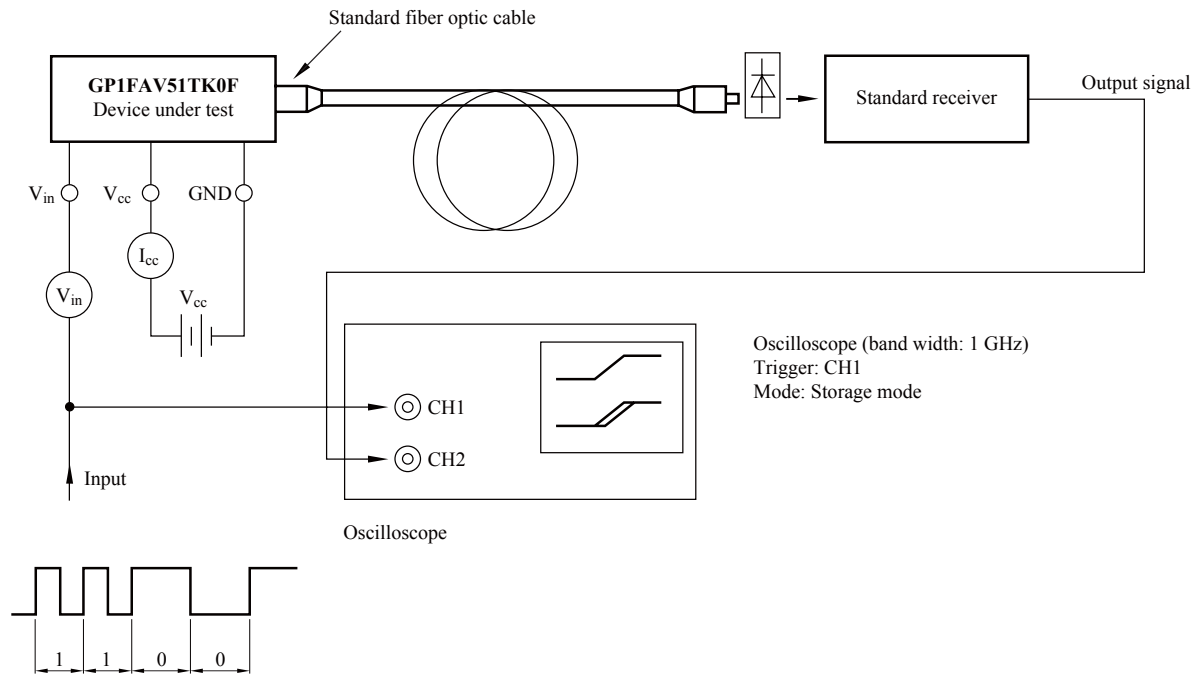 Standard fiber optic cable
GP1FAV51TK0F
Device under test
Standard receiver
Output signal
Vin
Vcc
GND
Icc
Vin
Vcc
Oscilloscope (band width: 1 GHz)
Trigger: CH1
Mode: Storage mode
CH1
CH2
Input
Oscilloscope
1 1 0 0